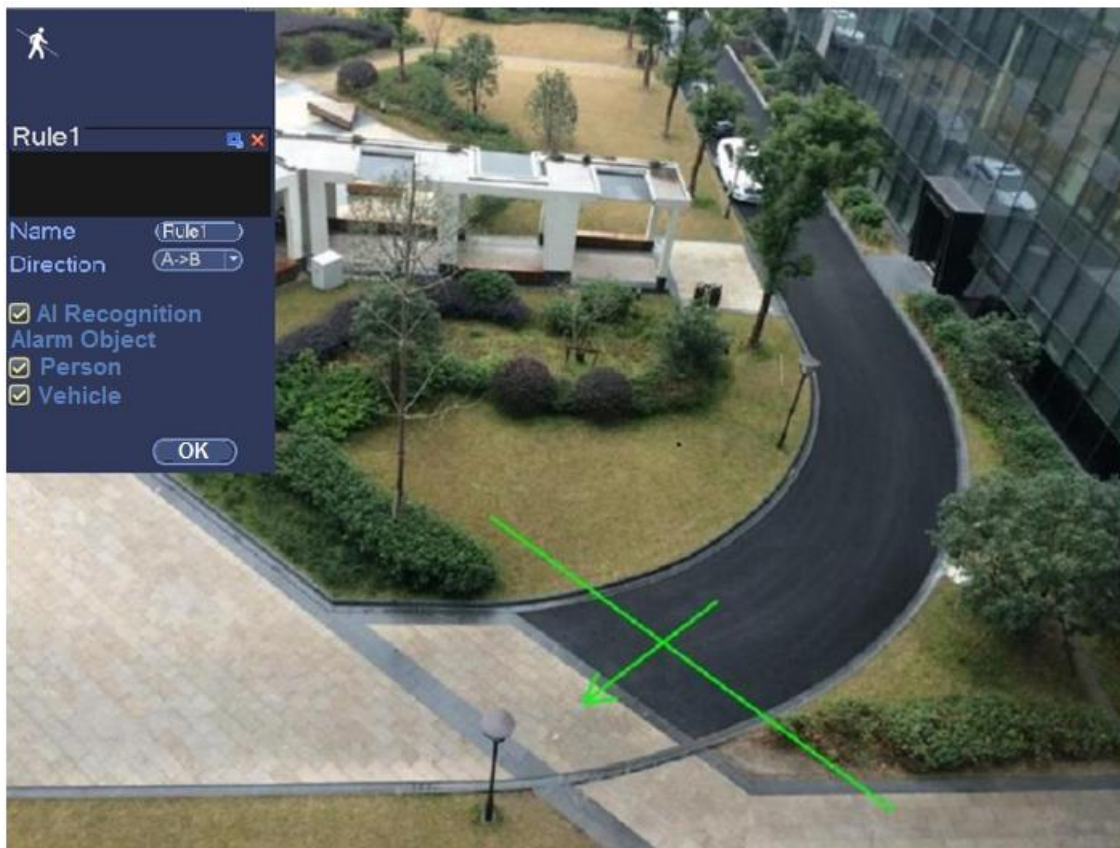 Rule1
Name Rule1
Direction A->B
AI Recognition
Alarm Object
Person
Vehicle
OK